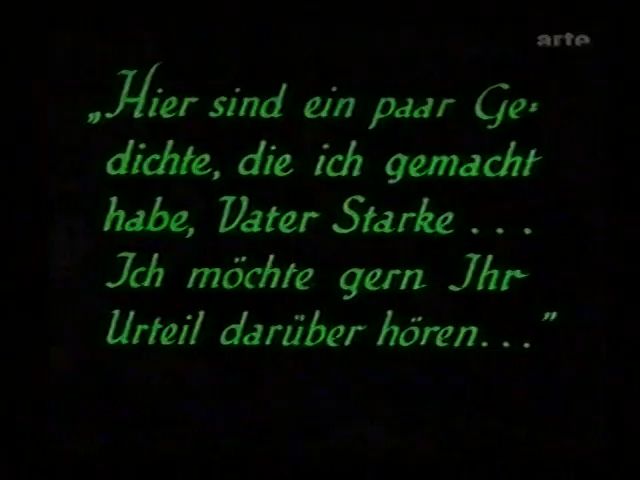 arte
„Hier sind ein paar Ge=
dichte, die ich gemacht
habe, Vater Starke . . .
Ich möchte gern Ihr
Urteil darüber hören. . .”